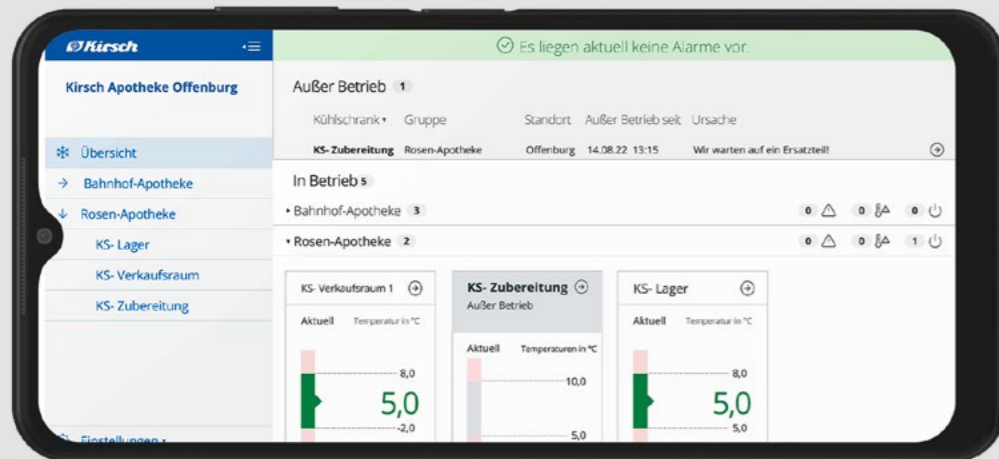 Kirsch
Es liegen aktuell keine Alarme vor.
Kirsch Apotheke Offenburg
Übersicht
Bahnhof-Apotheke
Rosen-Apotheke
KS- Lager
KS- Verkaufsraum
KS- Zubereitung
Einstellungen
Außer Betrieb 1
Kühlschrank Gruppe Standort Außer Betrieb seit Ursache
KS- Zubereitung Rosen-Apotheke Offenburg 14.08.22 13:15 Wir warten auf ein Ersatzteil!
In Betrieb 5
Bahnhof-Apotheke 3 0 0 0
Rosen-Apotheke 2 0 0 1
KS- Verkaufsraum 1
Aktuell Temperatur in °C
8,0
5,0
-2,0
KS- Zubereitung
Außer Betrieb
Aktuell Temperaturen in °C
10,0
5,0
KS- Lager
Aktuell Temperatur in °C
8,0
5,0
5,0